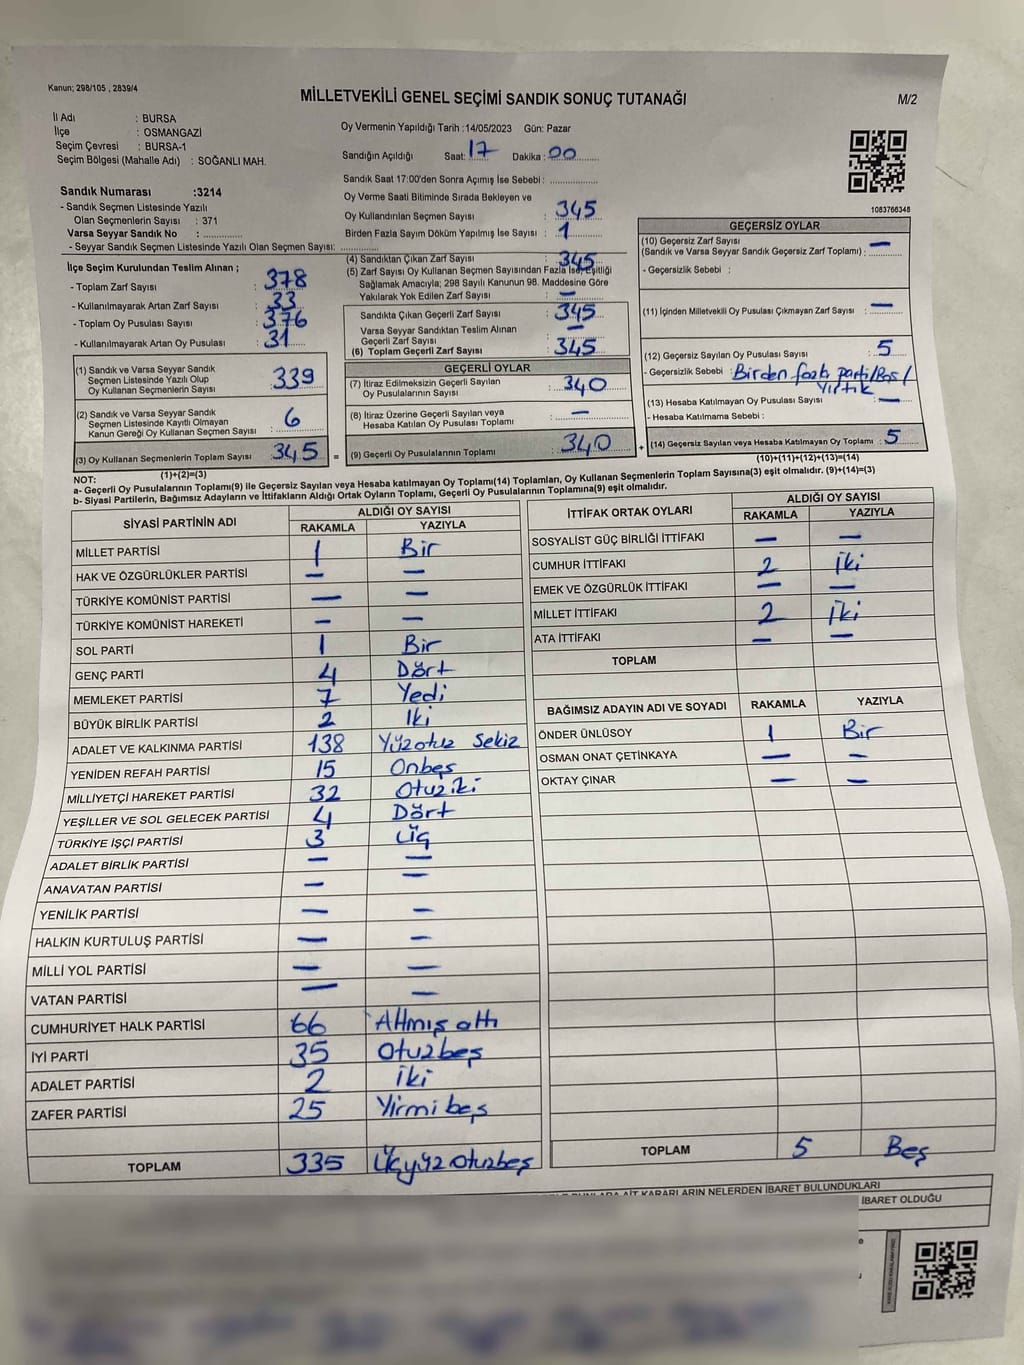 Kanun; 298/105 , 2839/4
MİLLETVEKİLİ GENEL SEÇİMİ SANDIK SONUÇ TUTANAĞI
M/2
İl Adı : BURSA
İlçe : OSMANGAZİ
Seçim Çevresi : BURSA-1
Seçim Bölgesi (Mahalle Adı) : SOĞANLI MAH.
Oy Vermenin Yapıldığı Tarih :14/05/2023 Gün: Pazar
Sandığın Açıldığı Saat: 17 Dakika : 00
Sandık Saat 17:00'den Sonra Açımış İse Sebebi :
1083766348
Sandık Numarası :3214
- Sandık Seçmen Listesinde Yazılı
Olan Seçmenlerin Sayısı : 371
Varsa Seyyar Sandık No :
- Seyyar Sandık Seçmen Listesinde Yazılı Olan Seçmen Sayısı:
Oy Verme Saati Bitiminde Sırada Bekleyen ve
Oy Kullandırılan Seçmen Sayısı : 345
Birden Fazla Sayım Döküm Yapılmış İse Sayısı : 1
İlçe Seçim Kurulundan Teslim Alınan ;
- Toplam Zarf Sayısı : 378
- Kullanılmayarak Artan Zarf Sayısı : 33
- Toplam Oy Pusulası Sayısı : 376
- Kullanılmayarak Artan Oy Pusulası : 31
(1) Sandık ve Varsa Seyyar Sandık
Seçmen Listesinde Yazılı Olup
Oy Kullanan Seçmenlerin Sayısı : 339
(2) Sandık ve Varsa Seyyar Sandık
Seçmen Listesinde Kayıtlı Olmayan
Kanun Gereği Oy Kullanan Seçmen Sayısı : 6
(3) Oy Kullanan Seçmenlerin Toplam Sayısı : 345 =
(1)+(2)=(3)
(4) Sandıktan Çıkan Zarf Sayısı : 345
(5) Zarf Sayısı Oy Kullanan Seçmen Sayısından Fazla İse, Eşitliği
Sağlamak Amacıyla; 298 Sayılı Kanunun 98. Maddesine Göre
Yakılarak Yok Edilen Zarf Sayısı : —
Sandıkta Çıkan Geçerli Zarf Sayısı : 345
Varsa Seyyar Sandıktan Teslim Alınan
Geçerli Zarf Sayısı : —
(6) Toplam Geçerli Zarf Sayısı : 345
GEÇERLİ OYLAR
(7) İtiraz Edilmeksizin Geçerli Sayılan
Oy Pusulasının Sayısı : 340
(8) İtiraz Üzerine Geçerli Sayılan veya
Hesaba Katılan Oy Pusulası Toplamı : —
(9) Geçerli Oy Pusulalarının Toplamı : 340 +
GEÇERSİZ OYLAR
(10) Geçersiz Zarf Sayısı
(Sandık ve Varsa Seyyar Sandık Geçersiz Zarf Toplamı) : —
- Geçersizlik Sebebi :
(11) İçinden Milletvekili Oy Pusulası Çıkmayan Zarf Sayısı : —
(12) Geçersiz Sayılan Oy Pusulası Sayısı : 5
- Geçersizlik Sebebi : Birden fazla parti/Boş/
Yırtık
(13) Hesaba Katılmayan Oy Pusulası Sayısı : —
- Hesaba Katılmama Sebebi :
(14) Geçersiz Sayılan veya Hesaba Katılmayan Oy Toplamı : 5
(10)+(11)+(12)+(13)=(14)
NOT:
a- Geçerli Oy Pusulalarının Toplamı(9) ile Geçersiz Sayılan veya Hesaba katılmayan Oy Toplamı(14) Toplamları, Oy Kullanan Seçmenlerin Toplam Sayısına(3) eşit olmalıdır. (9)+(14)=(3)
b- Siyasi Partilerin, Bağımsız Adayların ve İttifakların Aldığı Ortak Oyların Toplamı, Geçerli Oy Pusulalarının Toplamına(9) eşit olmalıdır.
SİYASİ PARTİNİN ADI ALDIĞI OY SAYISI
RAKAMLA YAZIYLA
MİLLET PARTİSİ 1 Bir
HAK VE ÖZGÜRLÜKLER PARTİSİ — —
TÜRKİYE KOMÜNİST PARTİSİ — —
TÜRKİYE KOMÜNİST HAREKETİ — —
SOL PARTİ 1 Bir
GENÇ PARTİ 4 Dört
MEMLEKET PARTİSİ 7 Yedi
BÜYÜK BİRLİK PARTİSİ 2 İki
ADALET VE KALKINMA PARTİSİ 138 Yüzotuz sekiz
YENİDEN REFAH PARTİSİ 15 Onbeş
MİLLİYETÇİ HAREKET PARTİSİ 32 Otuziki
YEŞİLLER VE SOL GELECEK PARTİSİ 4 Dört
TÜRKİYE İŞÇİ PARTİSİ 3 Üç
ADALET BİRLİK PARTİSİ — —
ANAVATAN PARTİSİ — —
YENİLİK PARTİSİ — —
HALKIN KURTULUŞ PARTİSİ — —
MİLLİ YOL PARTİSİ — —
VATAN PARTİSİ — —
CUMHURİYET HALK PARTİSİ 66 Altmış altı
İYİ PARTİ 35 Otuzbeş
ADALET PARTİSİ 2 İki
ZAFER PARTİSİ 25 Yirmi beş
TOPLAM 335 Üçyüz Otuzbeş
İTTİFAK ORTAK OYLARI ALDIĞI OY SAYISI
RAKAMLA YAZIYLA
SOSYALİST GÜÇ BİRLİĞİ İTTİFAKI — —
CUMHUR İTTİFAKI 2 İki
EMEK VE ÖZGÜRLÜK İTTİFAKI — —
MİLLET İTTİFAKI 2 İki
ATA İTTİFAKI — —
TOPLAM
BAĞIMSIZ ADAYIN ADI VE SOYADI RAKAMLA YAZIYLA
ÖNDER ÜNLÜSOY 1 Bir
OSMAN ONAT ÇETİNKAYA — —
OKTAY ÇINAR — —
TOPLAM 5 Beş
AİT KARARLARIN NELERDEN İBARET BULUNDUKLARI
İBARET OLDUĞU